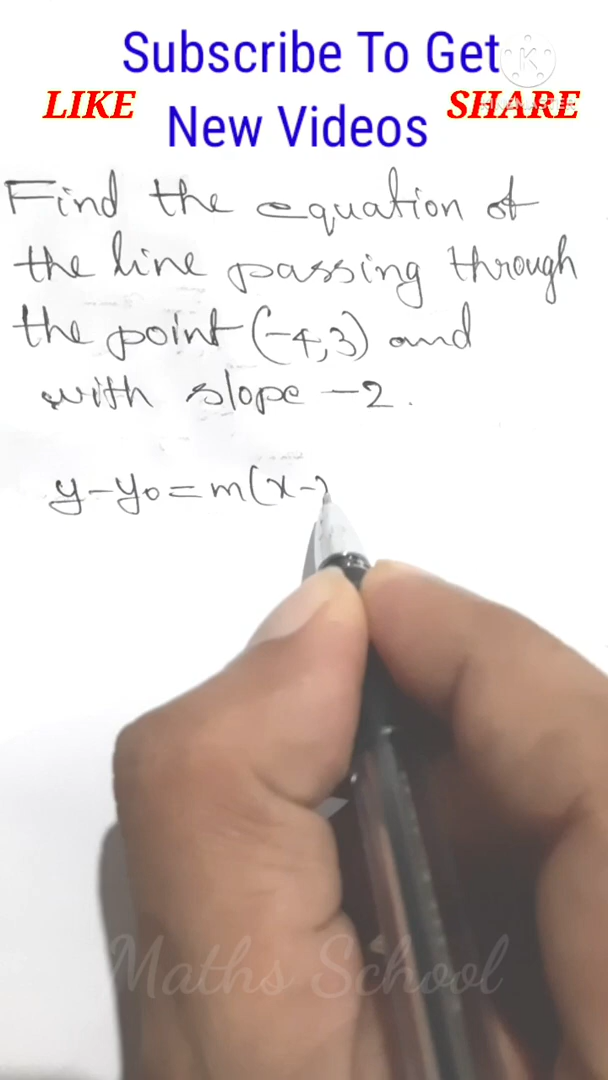 Subscribe To Get
LIKE
SHARE
New Videos
Find the equation of
the line passing through
the point (-4,3) and
with slope -2.
y-y₀=m(x-
Maths School